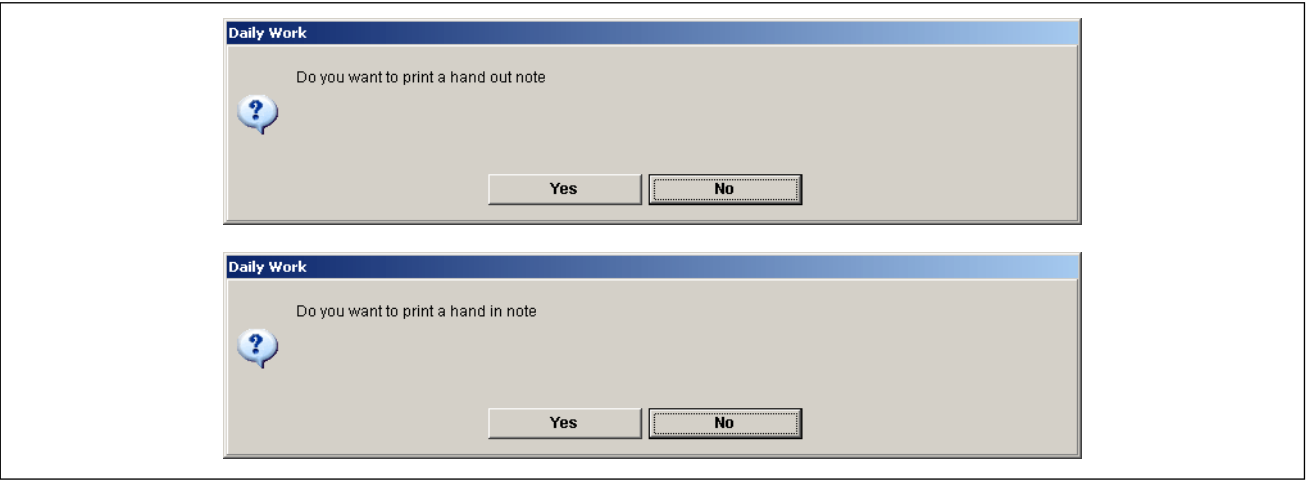 Daily Work
Do you want to print a hand out note
?
Yes No
Daily Work
Do you want to print a hand in note
?
Yes No